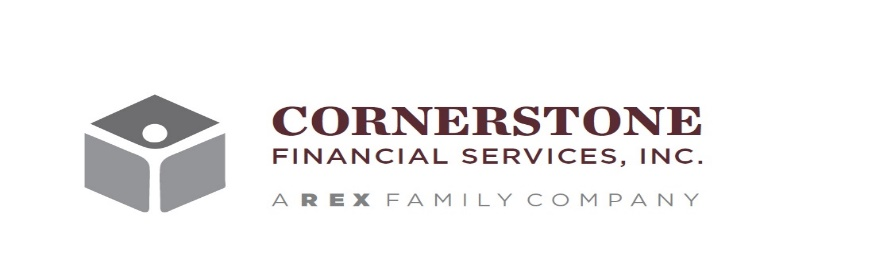 CORNERSTONE
FINANCIAL SERVICES, INC.
A REX FAMILY COMPANY